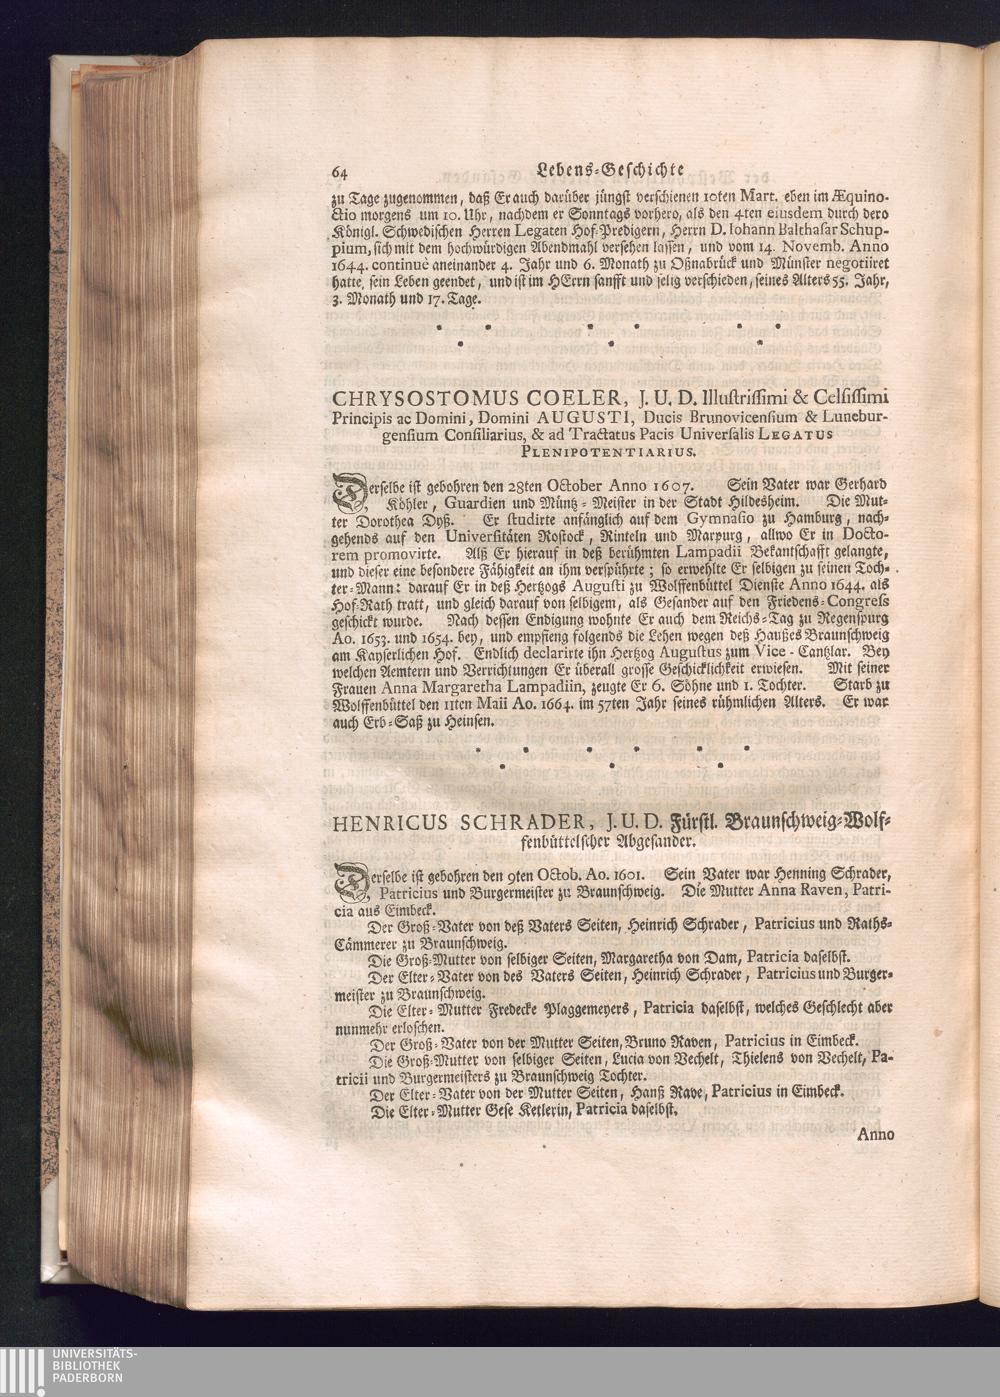 64 Lebens-Geschichte
zu Tage zugenommen, daß Er auch darüber jüngst verschienen 10ten Mart. eben im Æquino-
ctio morgens um 10. Uhr, nachdem er Sonntags vorhero, als den 4ten eiusdem durch dero
Königl. Schwedischen Herren Legaten Hof-Predigern, Herrn D. Iohann Balthasar Schup-
pium, sich mit dem hochwürdigen Abendmahl versehen lassen, und vom 14. Novemb. Anno
1644. continuè aneinander 4. Jahr und 6. Monath zu Oßnabrück und Münster negotiiret
hatte, sein Leben geendet, und ist im HErrn sanfft und selig verschieden, seines Alters 55. Jahr,
3. Monath und 17. Tage.
CHRYSOSTOMUS COELER, J. U. D. Illustrissimi & Celsissimi
Principis ac Domini, Domini AUGUSTI, Ducis Brunovicensium & Lunebur-
gensium Consiliarius, & ad Tractatus Pacis Universalis LEGATUS
PLENIPOTENTIARIUS.
Derselbe ist gebohren den 28ten October Anno 1607. Sein Vater war Gerhard
Köhler, Guardien und Müntz-Meister in der Stadt Hildesheim. Die Mut-
ter Dorothea Dyß. Er studirte anfänglich auf dem Gymnasio zu Hamburg, nach-
gehends auf den Universitäten Rostock, Rinteln und Marpurg, allwo Er in Docto-
rem promovirte. Alß Er hierauf in deß berühmten Lampadii Bekantschafft gelangte,
und dieser eine besondere Fähigkeit an ihm verspührte; so erwehlte Er selbigen zu seinen Toch-
ter-Mann: darauf Er in deß Hertzogs Augusti zu Wolffenbüttel Dienste Anno 1644. als
Hof-Rath tratt, und gleich darauf von selbigem, als Gesander auf den Friedens-Congress
geschickt wurde. Nach dessen Endigung wohnte Er auch dem Reichs-Tag zu Regenspurg
Ao. 1653. und 1654. bey, und empfieng folgends die Lehen wegen deß Haußes Braunschweig
am Kayserlichen Hof. Endlich declarirte ihn Hertzog Augustus zum Vice-Cantzlar. Bey
welchen Aemtern und Verrichtungen Er überall grosse Geschicklichkeit erwiesen. Mit seiner
Frauen Anna Margaretha Lampadiin, zeugte Er 6. Söhne und 1. Tochter. Starb zu
Wolffenbüttel den 11ten Maii Ao. 1664. im 57ten Jahr seines rühmlichen Alters. Er war
auch Erb-Saß zu Heinsen.
HENRICUS SCHRADER, J. U. D. Fürstl. Braunschweig-Wolf-
fenbüttelscher Abgesander.
Derselbe ist gebohren den 9ten Octob. Ao. 1601. Sein Vater war Henning Schrader,
Patricius und Burgermeister zu Braunschweig. Die Mutter Anna Raven, Patri-
cia aus Eimbeck.
Der Groß-Vater von deß Vaters Seiten, Heinrich Schrader, Patricius und Raths-
Cämmerer zu Braunschweig.
Die Groß-Mutter von selbiger Seiten, Margaretha von Dam, Patricia daselbst.
Der Elter-Vater von des Vaters Seiten, Heinrich Schrader, Patricius und Burger-
meister zu Braunschweig.
Die Elter-Mutter Fredecke Plaggemeyers, Patricia daselbst, welches Geschlecht aber
nunmehr erloschen.
Der Groß-Vater von der Mutter Seiten, Bruno Raven, Patricius in Eimbeck.
Die Groß-Mutter von selbiger Seiten, Lucia von Vechelt, Thielens von Vechelt, Pa-
tricii und Burgermeisters zu Braunschweig Tochter.
Der Elter-Vater von der Mutter Seiten, Hanß Rave, Patricius in Eimbeck.
Die Elter-Mutter Gese Ketlerin, Patricia daselbst.
Anno
UNIVERSITÄTS-
BIBLIOTHEK
PADERBORN